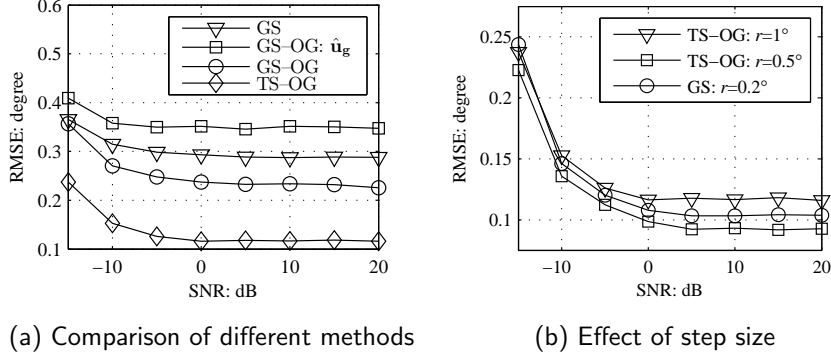 0.6
0.5
0.4
0.3
0.2
0.1
RMSE: degree
GS
GS–OG: û_g
GS–OG
TS–OG
−10 0 10 20
SNR: dB
(a) Comparison of different methods
0.25
0.2
0.15
0.1
RMSE: degree
TS–OG: r=1°
TS–OG: r=0.5°
GS: r=0.2°
−10 0 10 20
SNR: dB
(b) Effect of step size